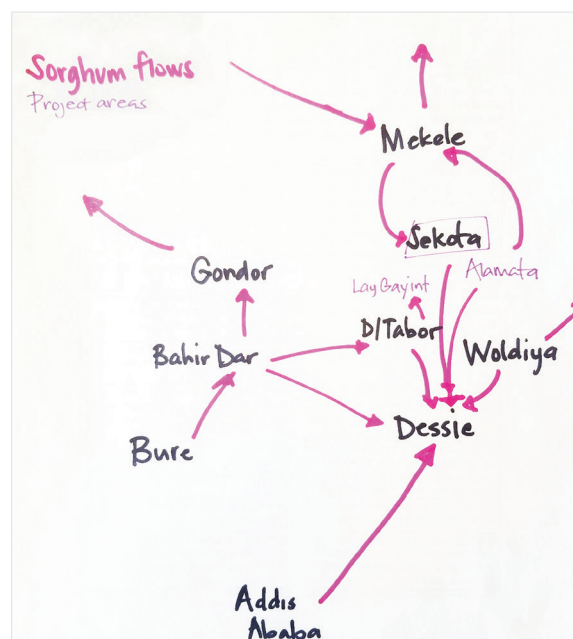 Sorghum flows
Project areas
Mekele
Sekota
Alamata
Gondor
Lay Gayint
D/Tabor
Woldiya
Bahir Dar
Dessie
Bure
Addis
Ababa